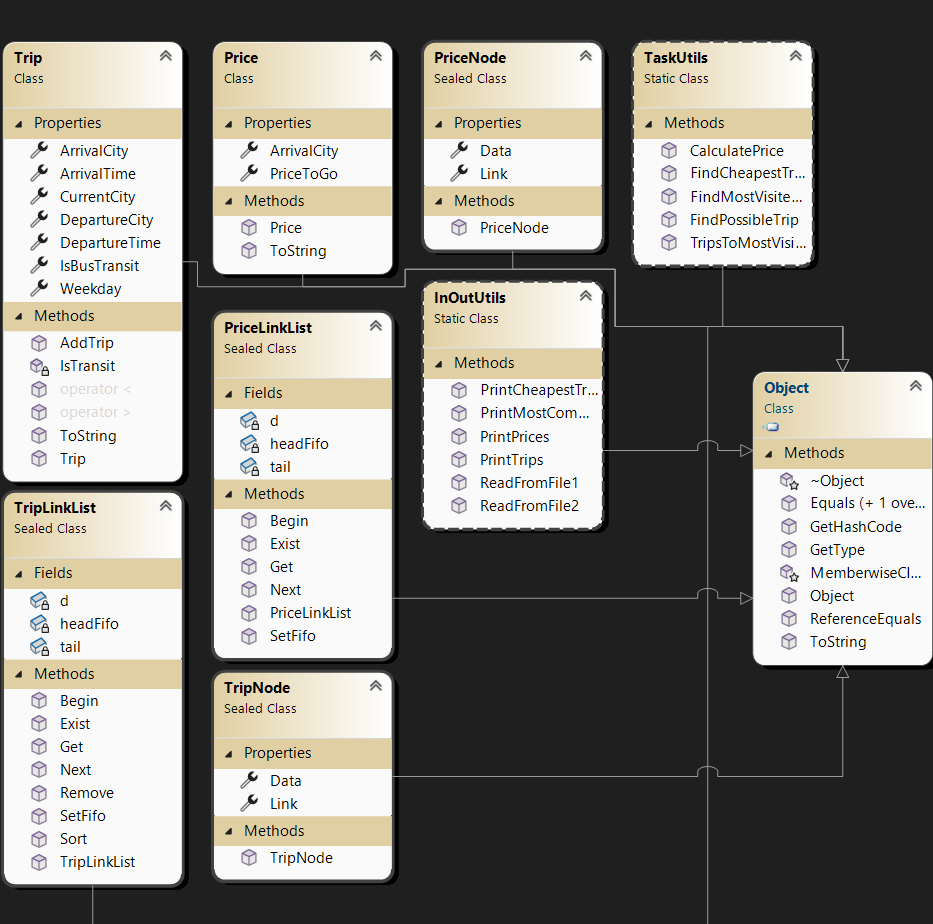 Trip
Class
Properties
ArrivalCity
ArrivalTime
CurrentCity
DepartureCity
DepartureTime
IsBusTransit
Weekday
Methods
AddTrip
IsTransit
operator <
operator >
ToString
Trip
Price
Class
Properties
ArrivalCity
PriceToGo
Methods
Price
ToString
PriceNode
Sealed Class
Properties
Data
Link
Methods
PriceNode
TaskUtils
Static Class
Methods
CalculatePrice
FindCheapestTr...
FindMostVisite...
FindPossibleTrip
TripsToMostVisi...
PriceLinkList
Sealed Class
Fields
d
headFifo
tail
Methods
Begin
Exist
Get
Next
PriceLinkList
SetFifo
InOutUtils
Static Class
Methods
PrintCheapestTr...
PrintMostCom...
PrintPrices
PrintTrips
ReadFromFile1
ReadFromFile2
Object
Class
Methods
~Object
Equals (+ 1 ove...
GetHashCode
GetType
MemberwiseCl...
Object
ReferenceEquals
ToString
TripLinkList
Sealed Class
Fields
d
headFifo
tail
Methods
Begin
Exist
Get
Next
Remove
SetFifo
Sort
TripLinkList
TripNode
Sealed Class
Properties
Data
Link
Methods
TripNode